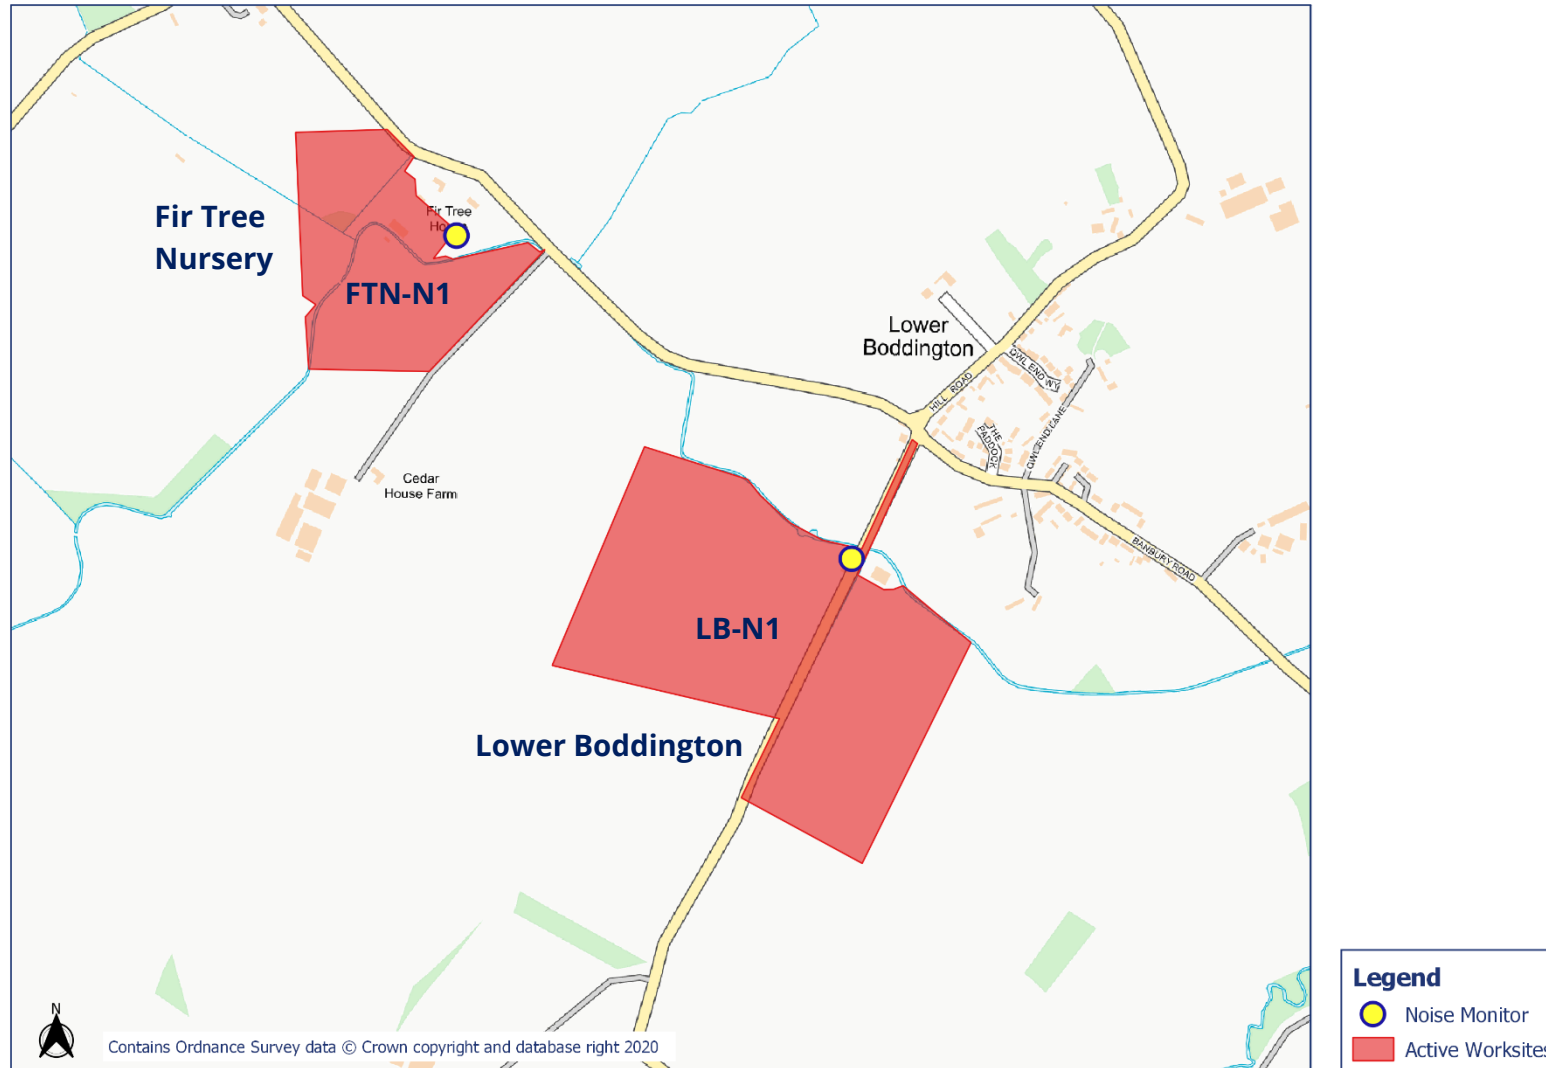 Fir Tree
Nursery
Fir Tree
FTN-N1
Lower
Boddington
OWL END WY
HILL ROAD
THE
PADDOCK
OWL END LANE
Cedar
House Farm
BANBURY ROAD
LB-N1
Lower Boddington
N
Contains Ordnance Survey data © Crown copyright and database right 2020
Legend
Noise Monitor
Active Worksites